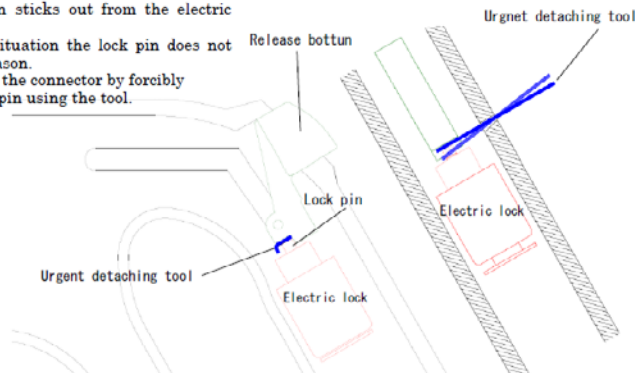 n sticks out from the electric
ituation the lock pin does not
ason.
the connector by forcibly
pin using the tool.
Release bottun
Urgnet detaching tool
Lock pin
Electric lock
Urgent detaching tool
Electric lock